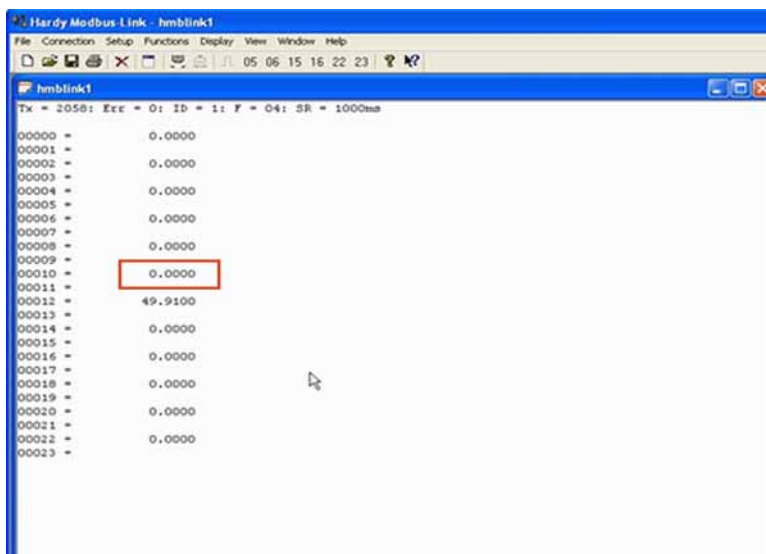 Hardy Modbus-Link - hmblink1
File Connection Setup Functions Display View Window Help
05 06 15 16 22 23
hmblink1
Tx = 2058: Err = 0: ID = 1: F = 04: SR = 1000ms
00000 = 0.0000
00001 =
00002 = 0.0000
00003 =
00004 = 0.0000
00005 =
00006 = 0.0000
00007 =
00008 = 0.0000
00009 =
00010 = 0.0000
00011 =
00012 = 49.9100
00013 =
00014 = 0.0000
00015 =
00016 = 0.0000
00017 =
00018 = 0.0000
00019 =
00020 = 0.0000
00021 =
00022 = 0.0000
00023 =